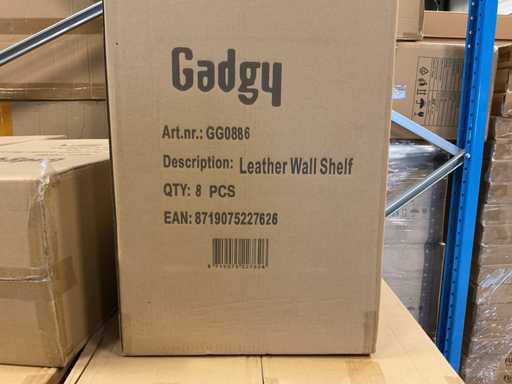 Gadgy
Art.nr.: GG0886
Description: Leather Wall Shelf
QTY: 8 PCS
EAN: 8719075227626